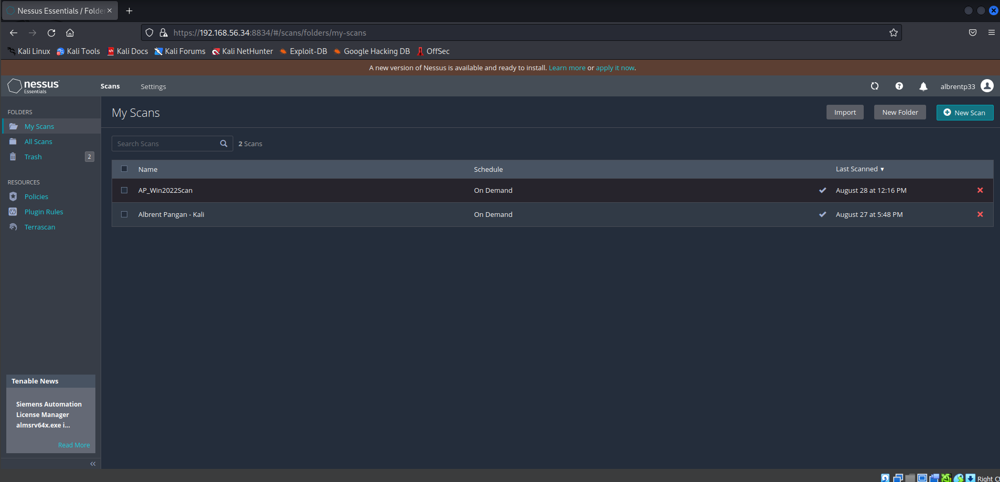 Nessus Essentials / Folde
https://192.168.56.34:8834/#/scans/folders/my-scans
Kali Linux Kali Tools Kali Docs Kali Forums Kali NetHunter Exploit-DB Google Hacking DB OffSec
A new version of Nessus is available and ready to install. Learn more or apply it now.
nessus
Essentials
Scans Settings
albrentp33
FOLDERS
My Scans
All Scans
Trash 2
RESOURCES
Policies
Plugin Rules
Terrascan
Tenable News
Siemens Automation
License Manager
almsrv64x.exe i...
Read More
My Scans
Import New Folder New Scan
Search Scans 2 Scans
Name Schedule Last Scanned ▼
AP_Win2022Scan On Demand August 28 at 12:16 PM
Albrent Pangan - Kali On Demand August 27 at 5:48 PM
Right C